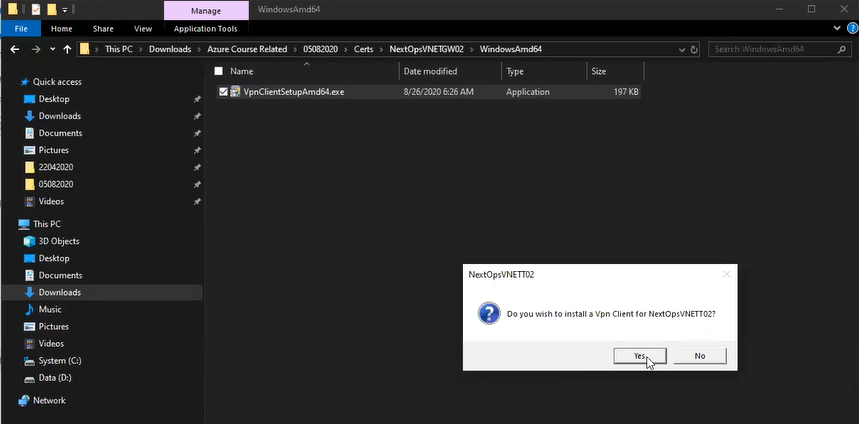 Manage
WindowsAmd64
File
Home
Share
View
Application Tools
This PC
Downloads
Azure Course Related
05082020
Certs
NextOpsVNETGW02
WindowsAmd64
Search WindowsAmd64
Name
Date modified
Type
Size
VpnClientSetupAmd64.exe
8/26/2020 6:26 AM
Application
197 KB
Quick access
Desktop
Downloads
Documents
Pictures
22042020
05082020
Videos
This PC
3D Objects
Desktop
Documents
Downloads
Music
Pictures
Videos
System (C:)
Data (D:)
Network
NextOpsVNETT02
Do you wish to install a Vpn Client for NextOpsVNETT02?
Yes
No